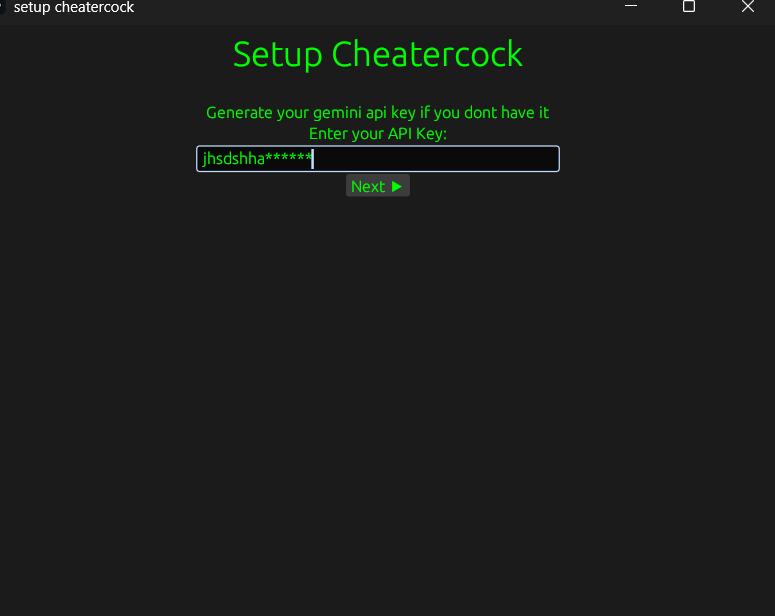 setup cheatercock
Setup Cheatercock
Generate your gemini api key if you dont have it
Enter your API Key:
jhsdshha******
Next ▶